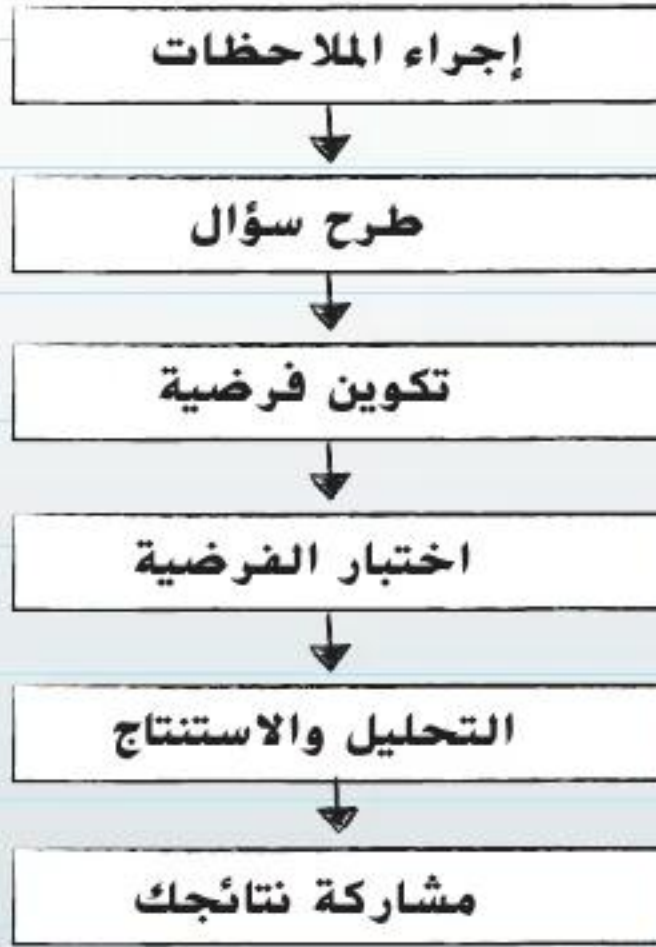 إجراء الملاحظات
طرح سؤال
تكوين فرضية
اختبار الفرضية
التحليل والاستنتاج
مشاركة نتائجك